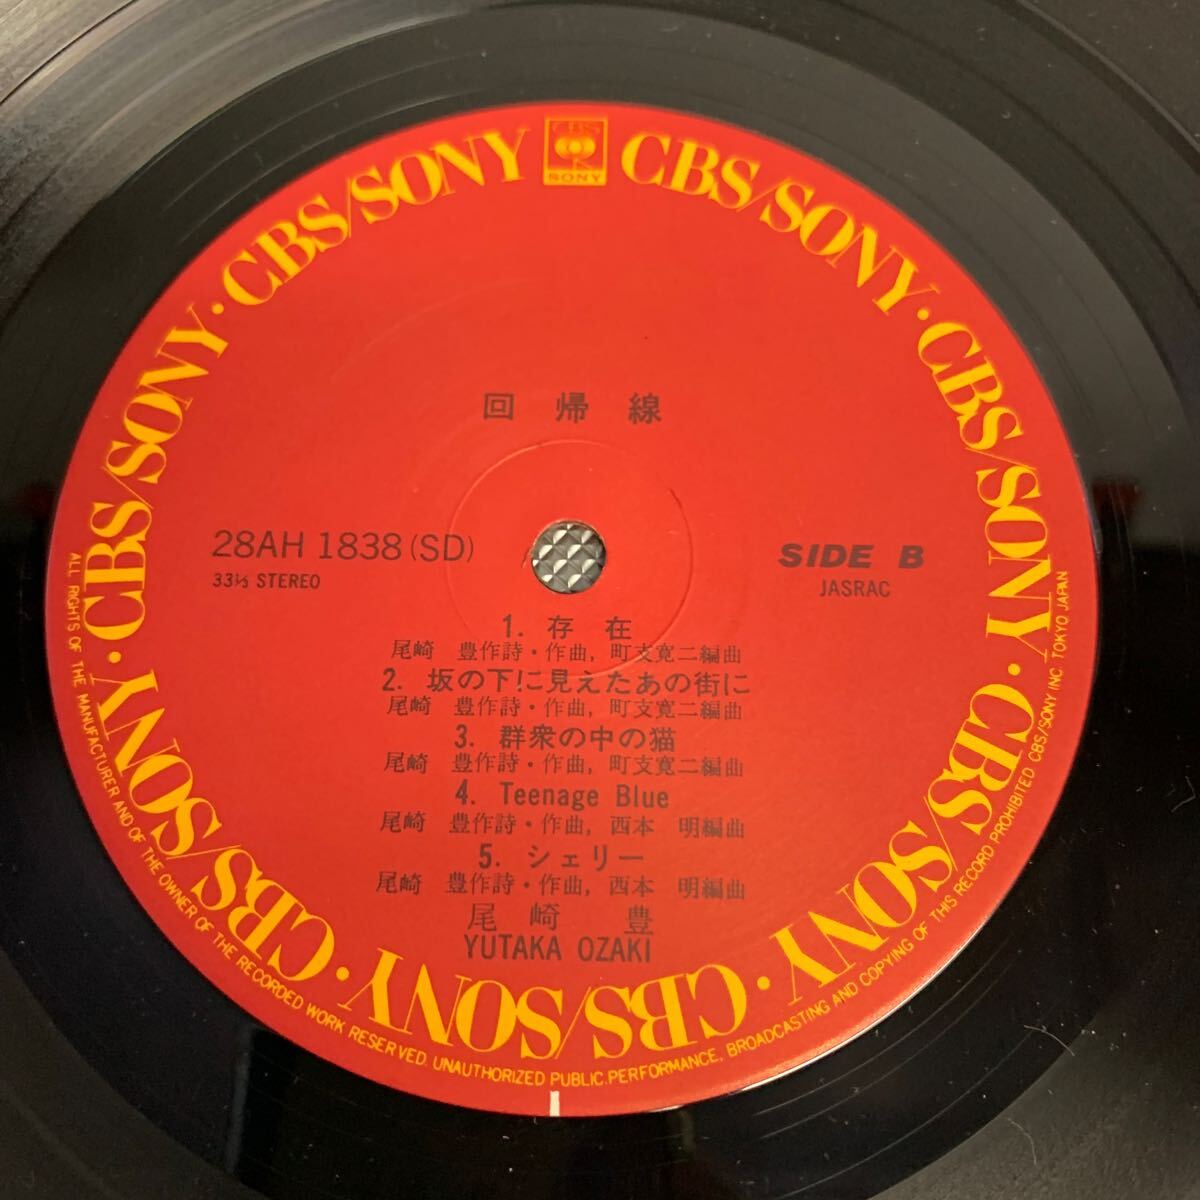 CBS/SONY · CBS/SONY · CBS/SONY · CBS/SONY · CBS/SONY · CBS/SONY · CBS/SONY · CBS/SONY
CBS
SONY
回帰線
28AH 1838(SD)
33⅓ STEREO
SIDE B
JASRAC
1. 存在
尾崎 豊作詩・作曲, 町支寛二編曲
2. 坂の下に見えたあの街に
尾崎 豊作詩・作曲, 町支寛二編曲
3. 群衆の中の猫
尾崎 豊作詩・作曲, 町支寛二編曲
4. Teenage Blue
尾崎 豊作詩・作曲, 西本 明編曲
5. シェリー
尾崎 豊作詩・作曲, 西本 明編曲
尾崎 豊
YUTAKA OZAKI
ALL RIGHTS OF THE MANUFACTURER AND OF THE OWNER OF THE RECORDED WORK RESERVED. UNAUTHORIZED PUBLIC PERFORMANCE, BROADCASTING AND COPYING OF THIS RECORD PROHIBITED CBS/SONY INC. TOKYO JAPAN